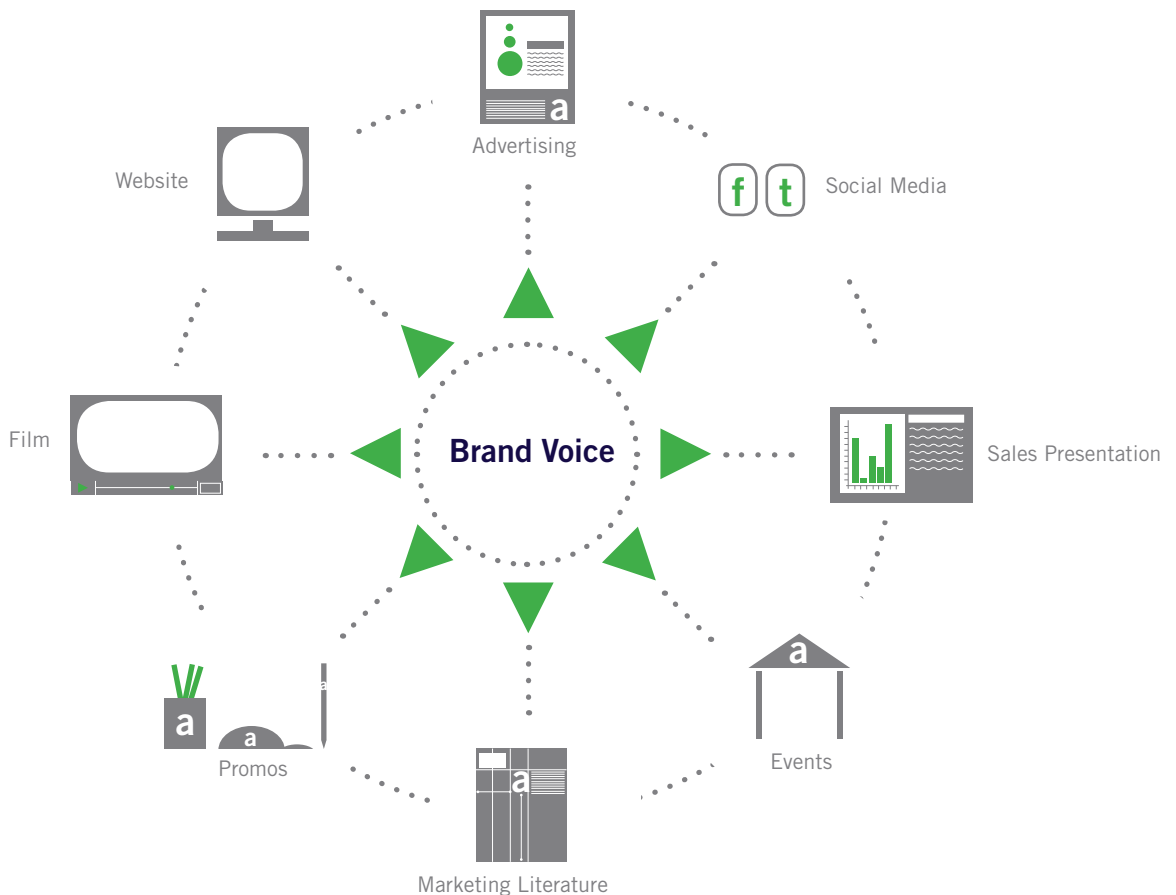 a
Advertising
Website
f t
Social Media
Film
Brand Voice
Sales Presentation
a
a
a
a
Promos
Events
a
Marketing Literature